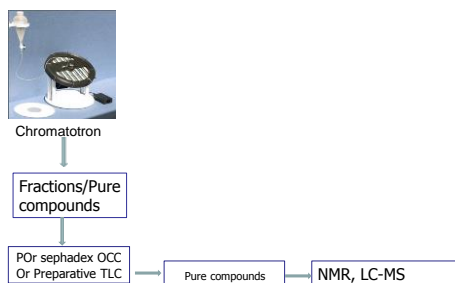 Chromatotron
Fractions/Pure
compounds
POr sephadex OCC
Or Preparative TLC
Pure compounds
NMR, LC-MS